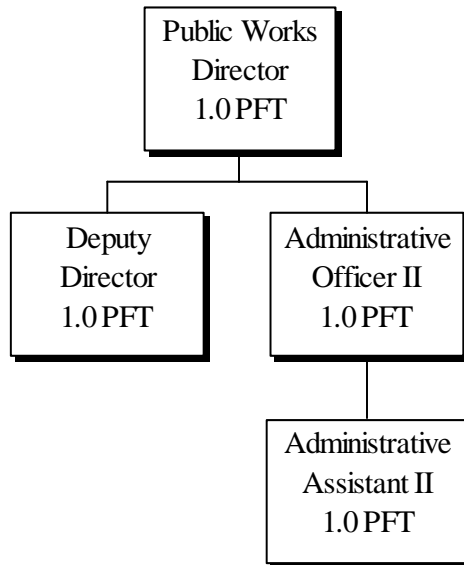 Public Works
Director
1.0 PFT
Deputy
Director
1.0 PFT
Administrative
Officer II
1.0 PFT
Administrative
Assistant II
1.0 PFT